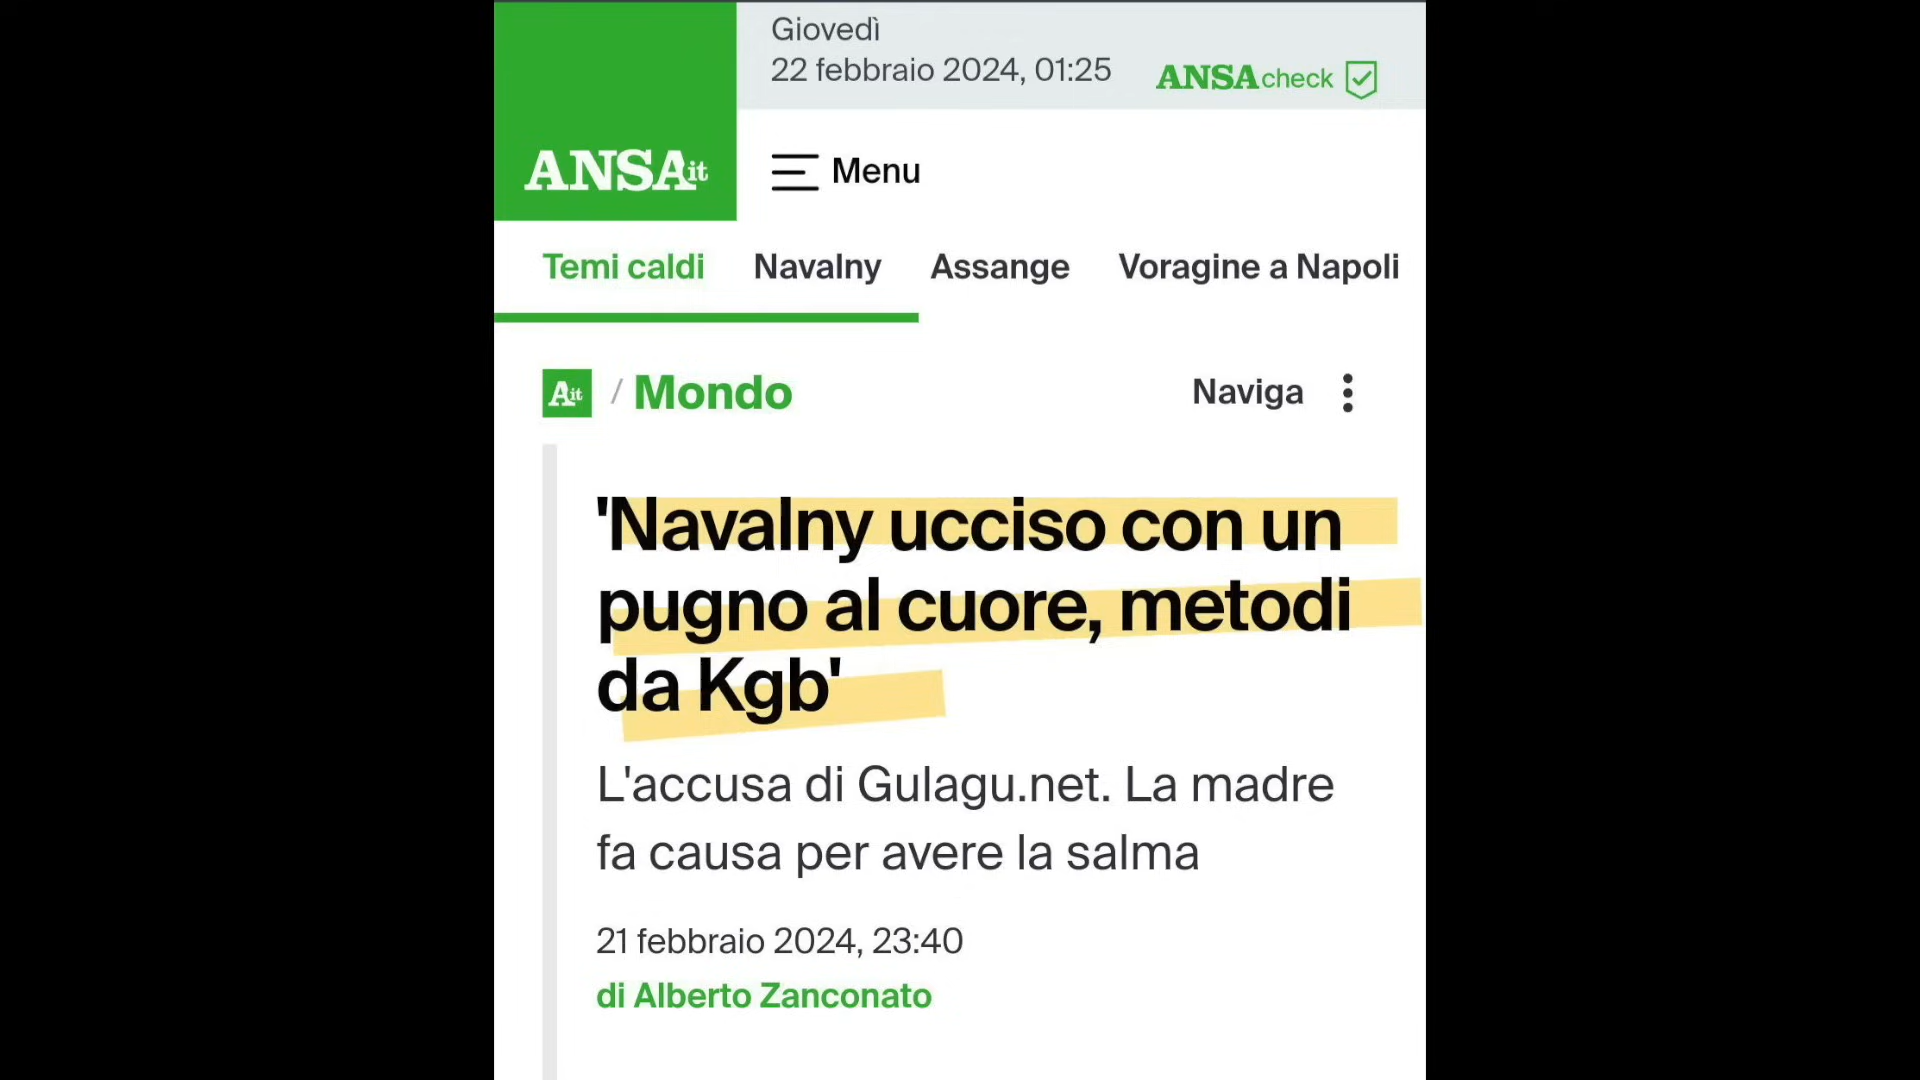 Giovedì
22 febbraio 2024, 01:25
ANSAcheck
ANSAit
Menu
Temi caldi Navalny Assange Voragine a Napoli
Ait / Mondo Naviga
'Navalny ucciso con un
pugno al cuore, metodi
da Kgb'
L'accusa di Gulagu.net. La madre
fa causa per avere la salma
21 febbraio 2024, 23:40
di Alberto Zanconato